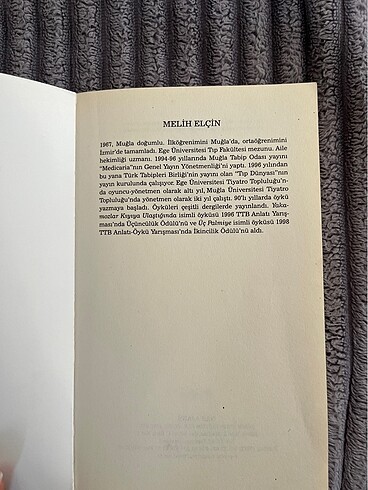 MELİH ELÇİN
1967, Muğla doğumlu. İlköğrenimini Muğla'da, ortaöğrenimini
İzmir'de tamamladı. Ege Üniversitesi Tıp Fakültesi mezunu. Aile
hekimliği uzmanı. 1994-96 yıllarında Muğla Tabip Odası yayını
"Medicaria"nın Genel Yayın Yönetmenliği'ni yaptı. 1996 yılından
bu yana Türk Tabipleri Birliği'nin yayını olan "Tıp Dünyası"nın
yayın kurulunda çalışıyor. Ege Üniversitesi Tiyatro Topluluğu'n-
da oyuncu-yönetmen olarak altı yıl, Muğla Üniversitesi Tiyatro
Topluluğu'nda yönetmen olarak iki yıl çalıştı. 90'lı yıllarda öykü
yazmaya başladı. Öyküleri çeşitli dergilerde yayınlandı. Yaka-
mozlar Kıyıya Ulaştığında isimli öyküsü 1996 TTB Anlatı Yarış-
ması'nda Üçüncülük Ödülü'nü ve Üç Palmiye isimli öyküsü 1998
TTB Anlatı-Öykü Yarışması'nda İkincilik Ödülü'nü aldı.